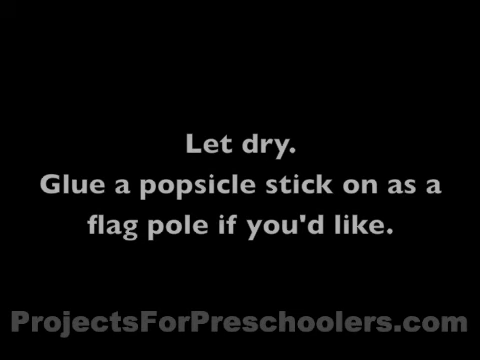 Let dry.
Glue a popsicle stick on as a
flag pole if you'd like.
ProjectsForPreschoolers.com